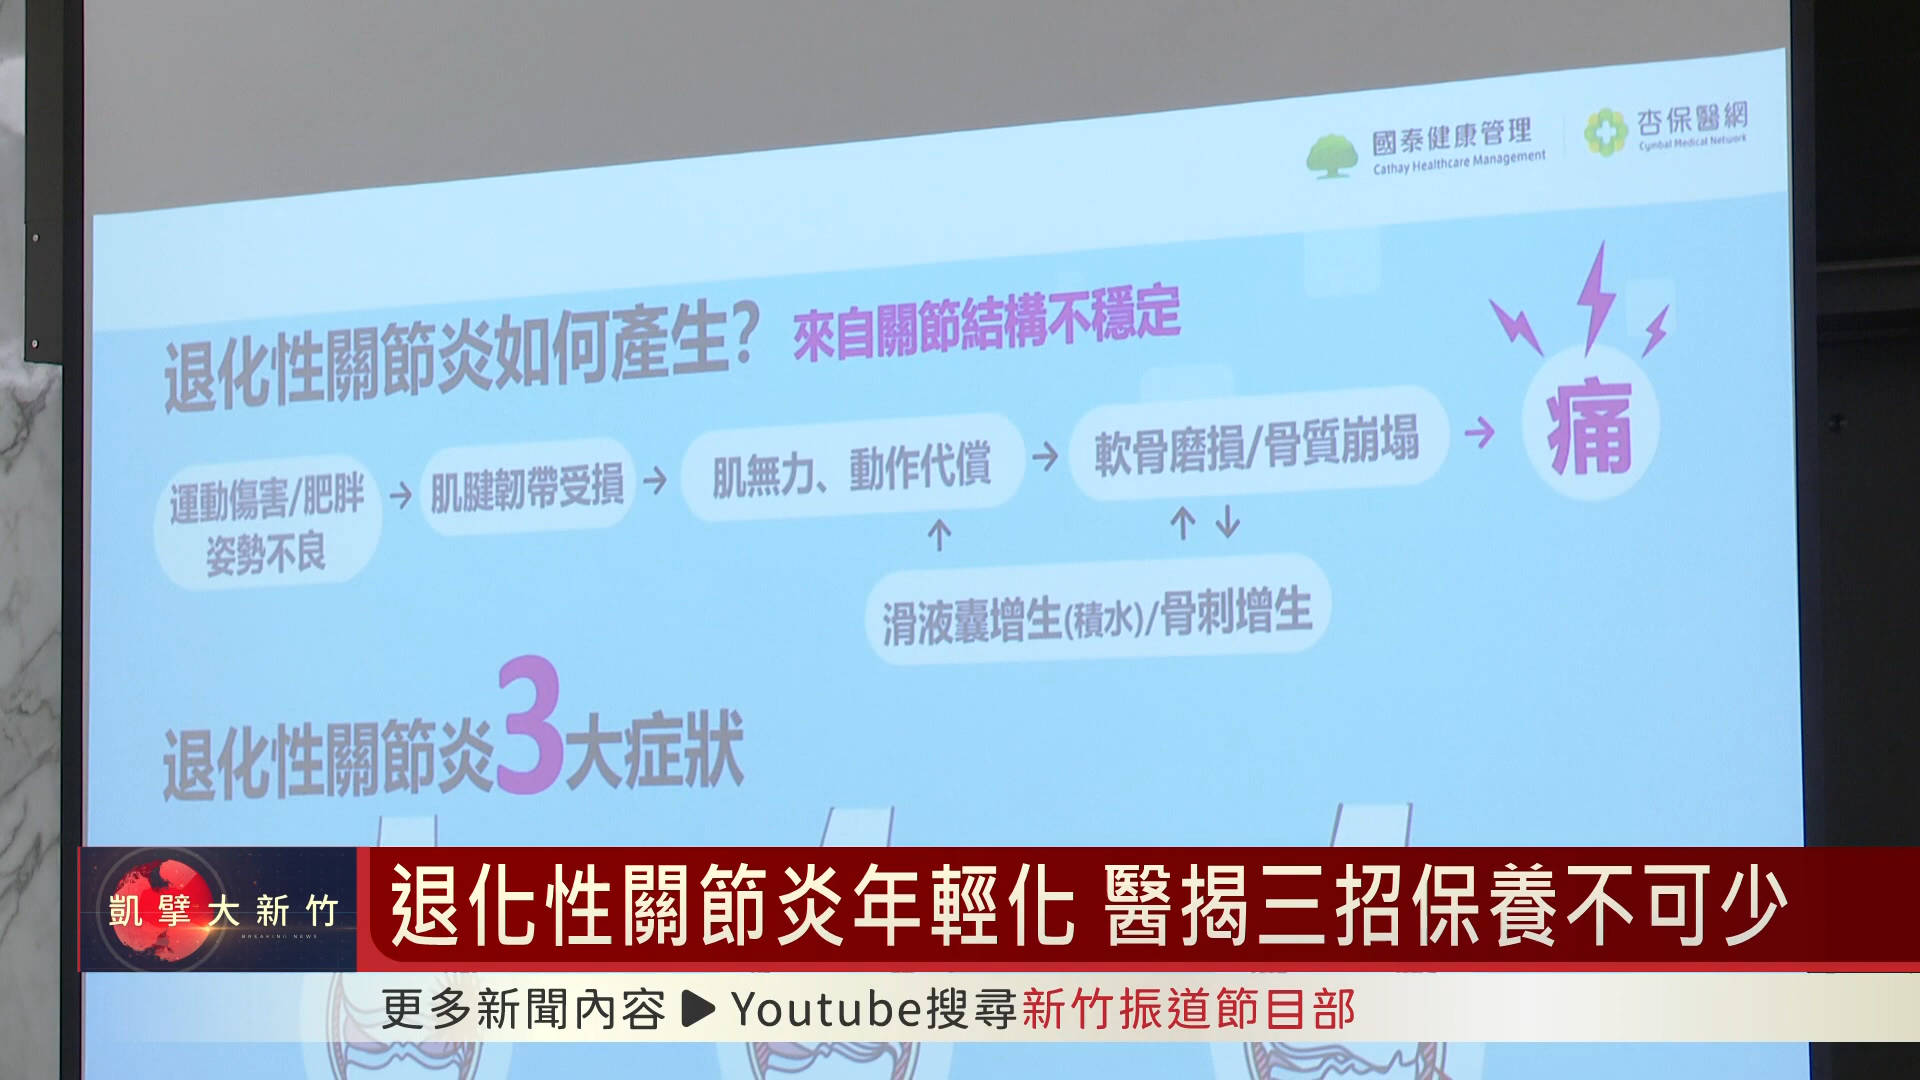 國泰健康管理
Cathay Healthcare Management
杏保醫網
Cymbal Medical Network
退化性關節炎如何產生? 來自關節結構不穩定
運動傷害/肥胖
姿勢不良
→ 肌腱韌帶受損 → 肌無力、動作代償 → 軟骨磨損/骨質崩塌 → 痛
↑ ↑ ↓
滑液囊增生(積水)/骨刺增生
退化性關節炎3大症狀
凱擘大新竹
BREAKING NEWS
退化性關節炎年輕化 醫揭三招保養不可少
更多新聞內容▶Youtube搜尋新竹振道節目部